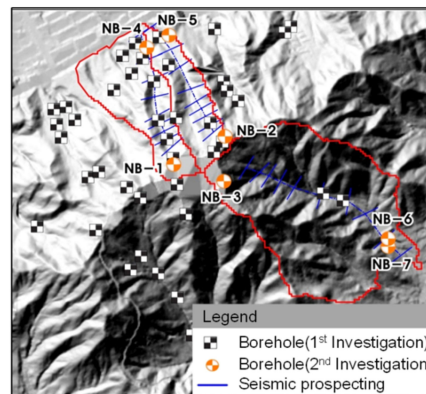 NB-4
NB-5
NB-2
NB-1
NB-3
NB-6
NB-7
Legend
Borehole(1st Investigation)
Borehole(2nd Investigation
Seismic prospecting